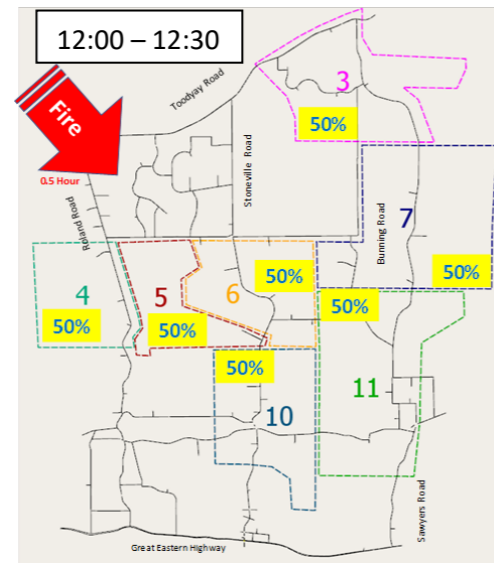 12:00 – 12:30
Fire
0.5 Hour
Toodyay Road
3
50%
Stoneville Road
Roland Road
Bunning Road
7
50%
4
50%
5
50%
6
50%
50%
11
50%
10
Sawyers Road
Great Eastern Highway